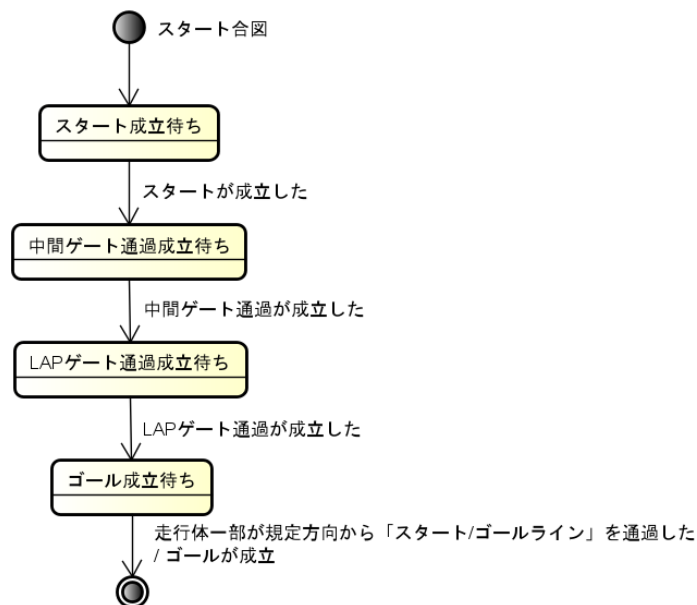 スタート合図
スタート成立待ち
スタートが成立した
中間ゲート通過成立待ち
中間ゲート通過が成立した
LAPゲート通過成立待ち
LAPゲート通過が成立した
ゴール成立待ち
走行体一部が規定方向から「スタート/ゴールライン」を通過した
/ ゴールが成立